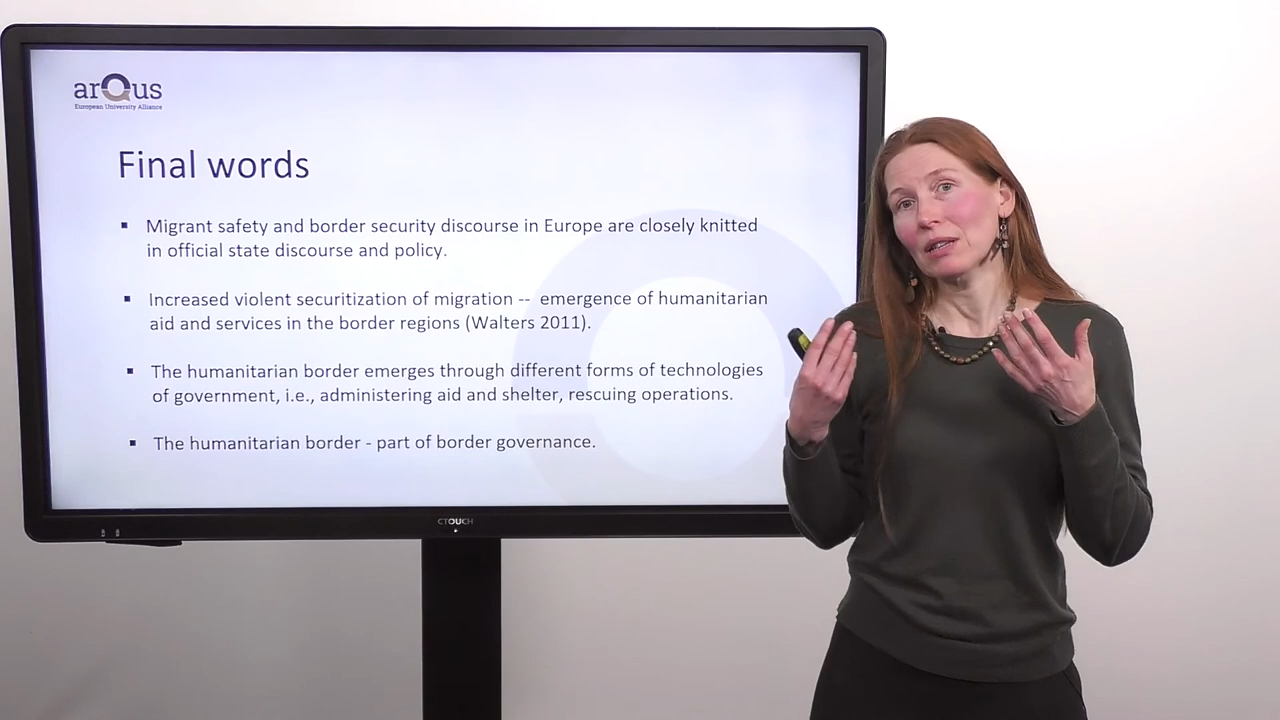 arQus
European University Alliance
Final words
▪ Migrant safety and border security discourse in Europe are closely knitted
in official state discourse and policy.
▪ Increased violent securitization of migration -- emergence of humanitarian
aid and services in the border regions (Walters 2011).
▪ The humanitarian border emerges through different forms of technologies
of government, i.e., administering aid and shelter, rescuing operations.
▪ The humanitarian border - part of border governance.
CTOUCH